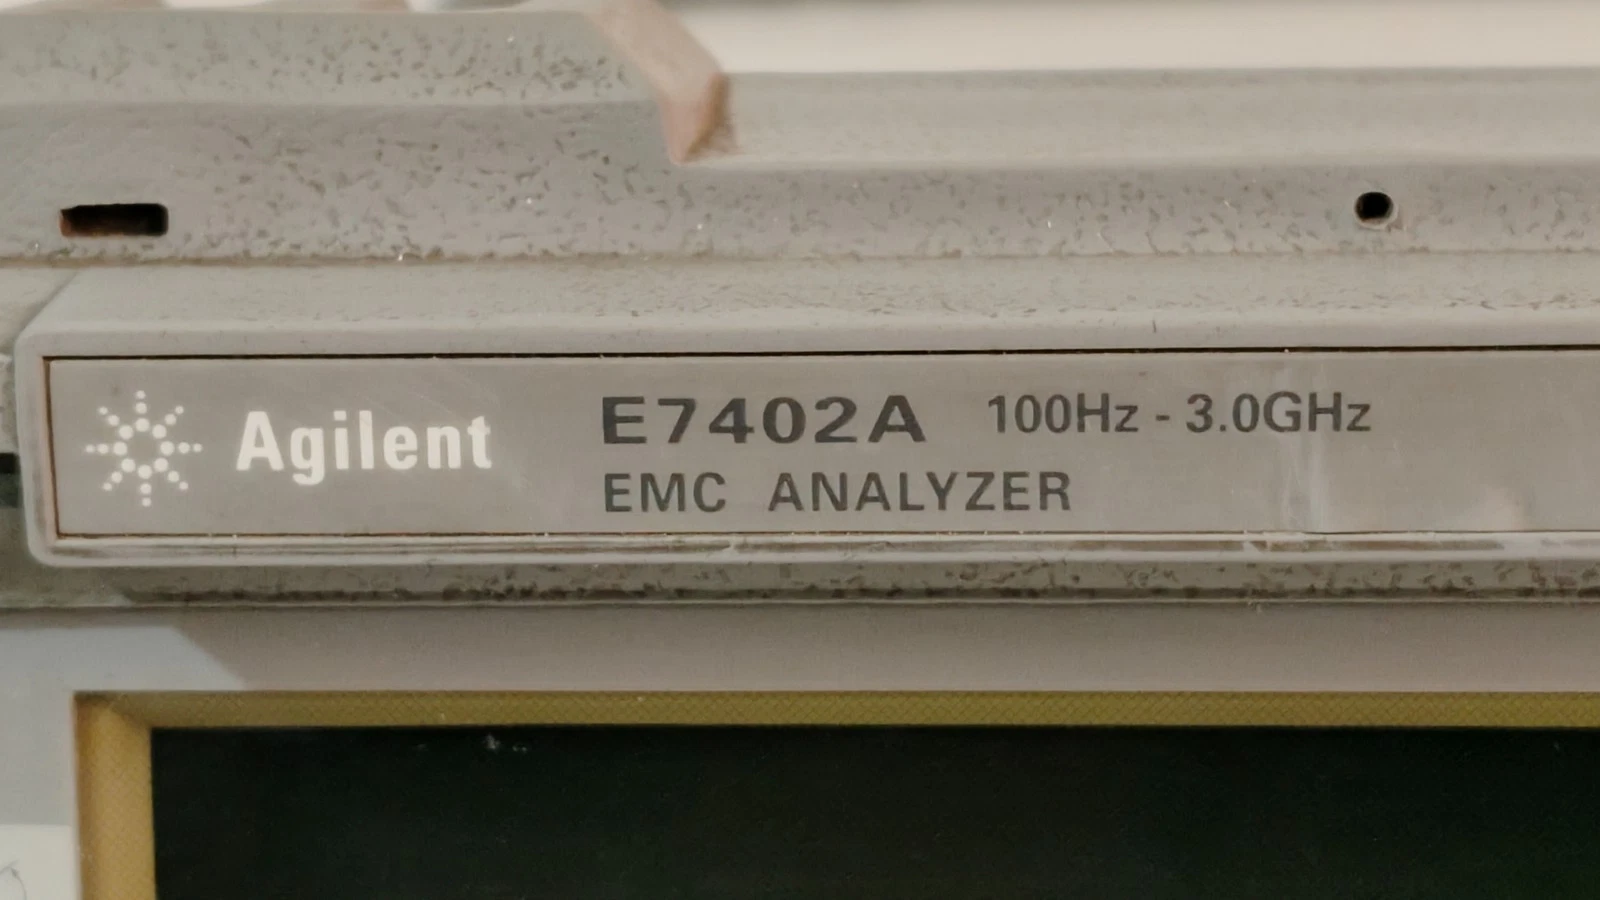 Agilent
E7402A 100Hz - 3.0GHz
EMC ANALYZER